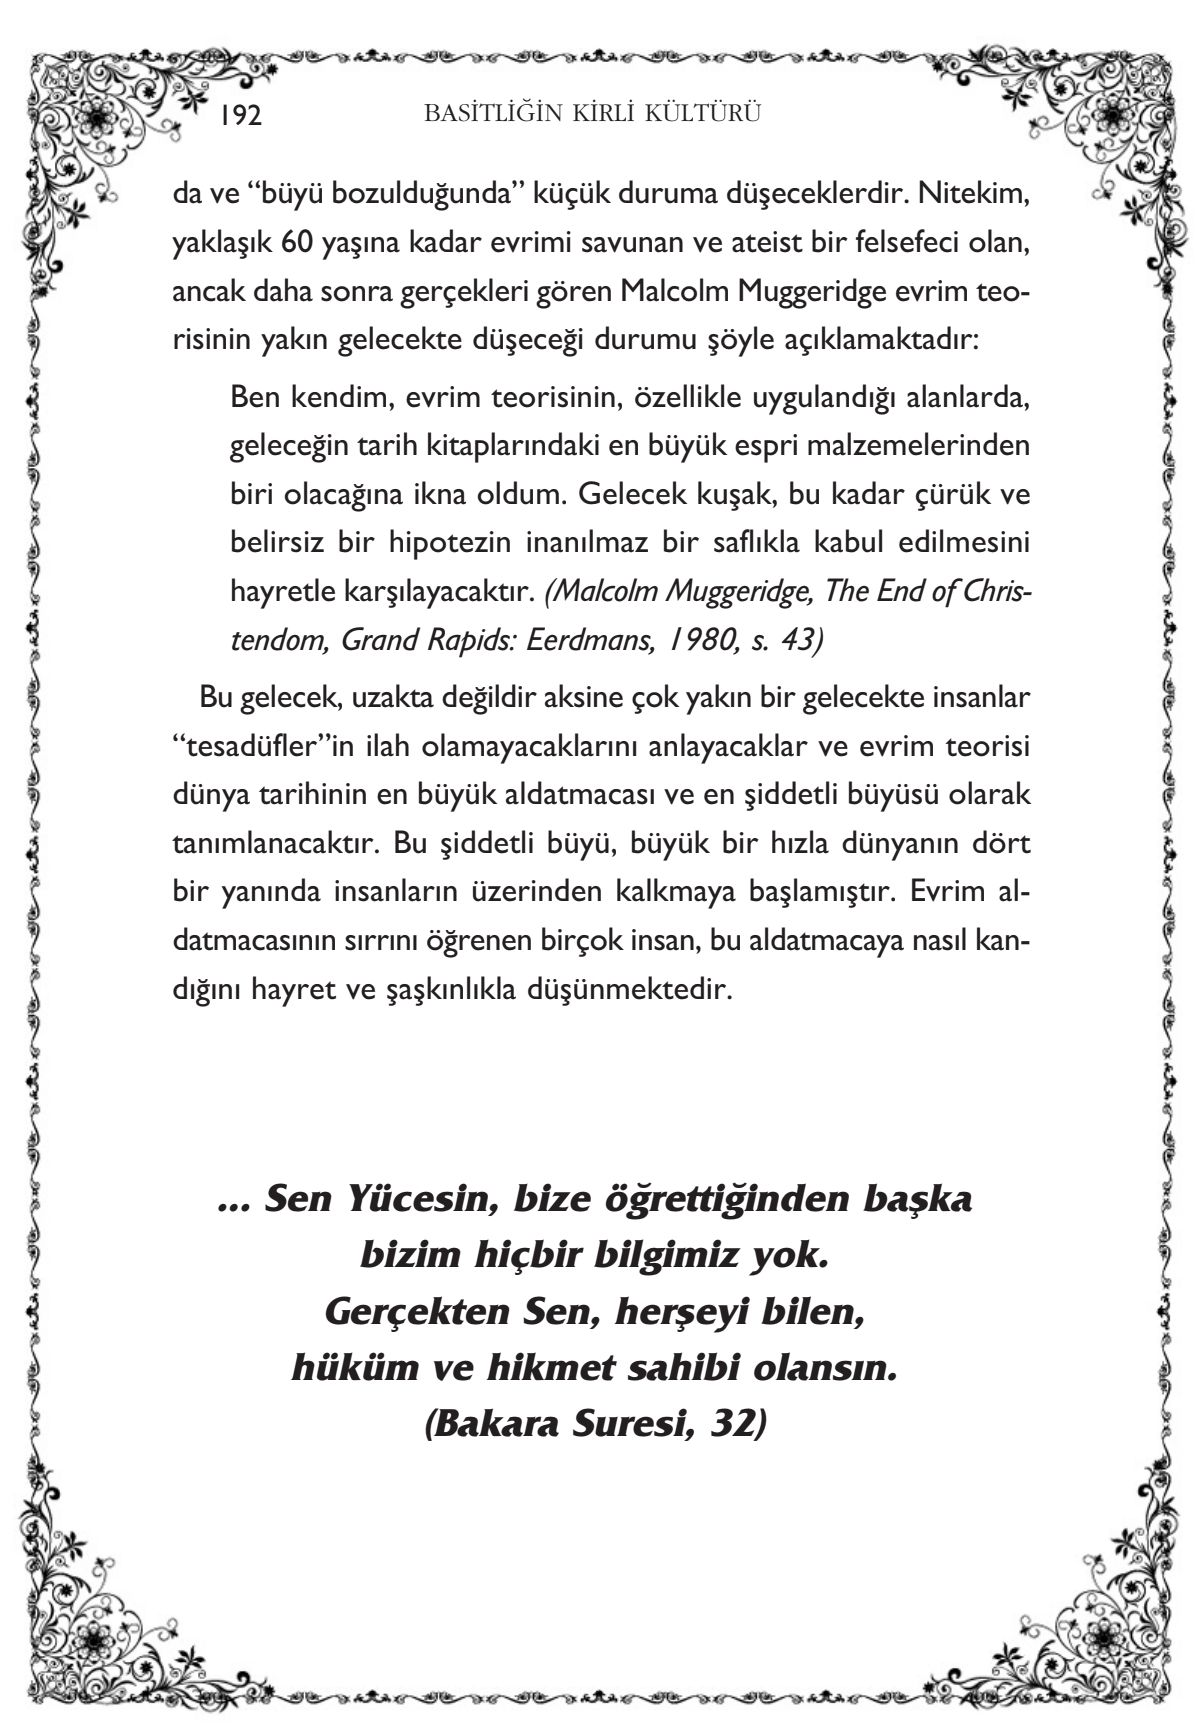 192
BASİTLİĞİN KİRLİ KÜLTÜRÜ
da ve “büyü bozulduğunda” küçük duruma düşeceklerdir. Nitekim,
yaklaşık 60 yaşına kadar evrimi savunan ve ateist bir felsefeci olan,
ancak daha sonra gerçekleri gören Malcolm Muggeridge evrim teo-
risinin yakın gelecekte düşeceği durumu şöyle açıklamaktadır:
Ben kendim, evrim teorisinin, özellikle uygulandığı alanlarda,
geleceğin tarih kitaplarındaki en büyük espri malzemelerinden
biri olacağına ikna oldum. Gelecek kuşak, bu kadar çürük ve
belirsiz bir hipotezin inanılmaz bir saflıkla kabul edilmesini
hayretle karşılayacaktır. (Malcolm Muggeridge, The End of Chris-
tendom, Grand Rapids: Eerdmans, 1980, s. 43)
Bu gelecek, uzakta değildir aksine çok yakın bir gelecekte insanlar
“tesadüfler”in ilah olamayacaklarını anlayacaklar ve evrim teorisi
dünya tarihinin en büyük aldatmacası ve en şiddetli büyüsü olarak
tanımlanacaktır. Bu şiddetli büyü, büyük bir hızla dünyanın dört
bir yanında insanların üzerinden kalkmaya başlamıştır. Evrim al-
datmacasının sırrını öğrenen birçok insan, bu aldatmacaya nasıl kan-
dığını hayret ve şaşkınlıkla düşünmektedir.
... Sen Yücesin, bize öğrettiğinden başka
bizim hiçbir bilgimiz yok.
Gerçekten Sen, herşeyi bilen,
hüküm ve hikmet sahibi olansın.
(Bakara Suresi, 32)